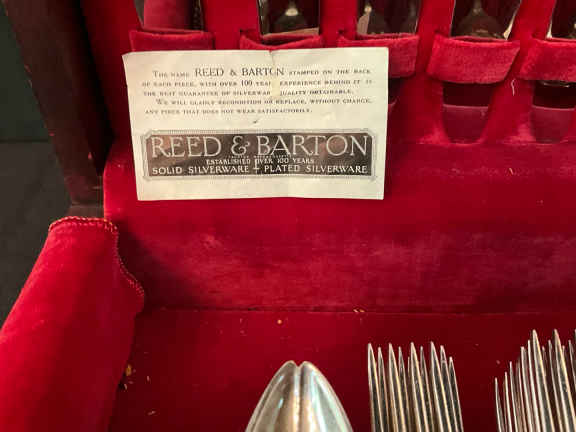 The name REED & BARTON stamped on the back
of each piece, with over 100 years experience behind it is
the best guarantee of silverware quality obtainable.
We will gladly recondition or replace, without charge,
any piece that does not wear satisfactorily.
REED & BARTON
ESTABLISHED OVER 100 YEARS
SOLID SILVERWARE + PLATED SILVERWARE